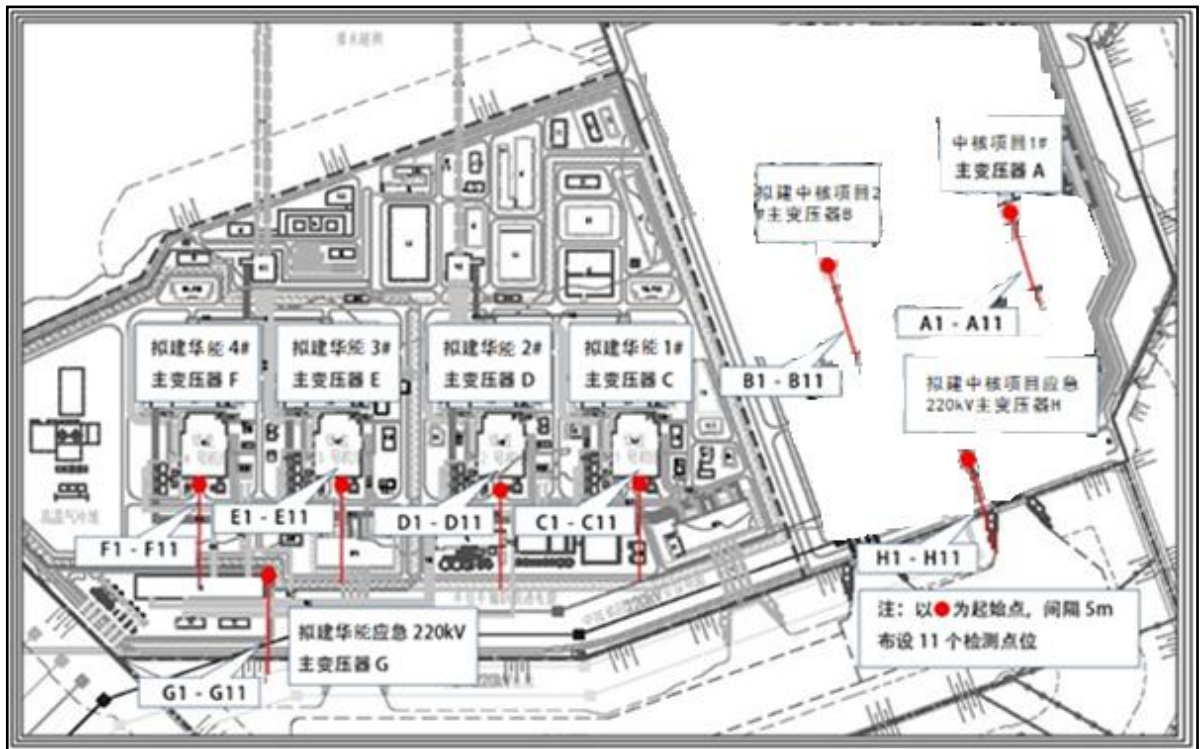 中核项目1#
主变压器 A
拟建中核项目2
#主变压器B
A1 - A11
B1 - B11
拟建中核项目应急
220kV主变压器H
拟建华能 4#
主变压器 F
拟建华能 3#
主变压器 E
拟建华能 2#
主变压器 D
拟建华能 1#
主变压器 C
E1 - E11
D1 - D11
C1 - C11
F1 - F11
H1 - H11
注：以●为起始点，间隔 5m
布设 11 个检测点位
拟建华能应急 220kV
主变压器 G
G1 - G11